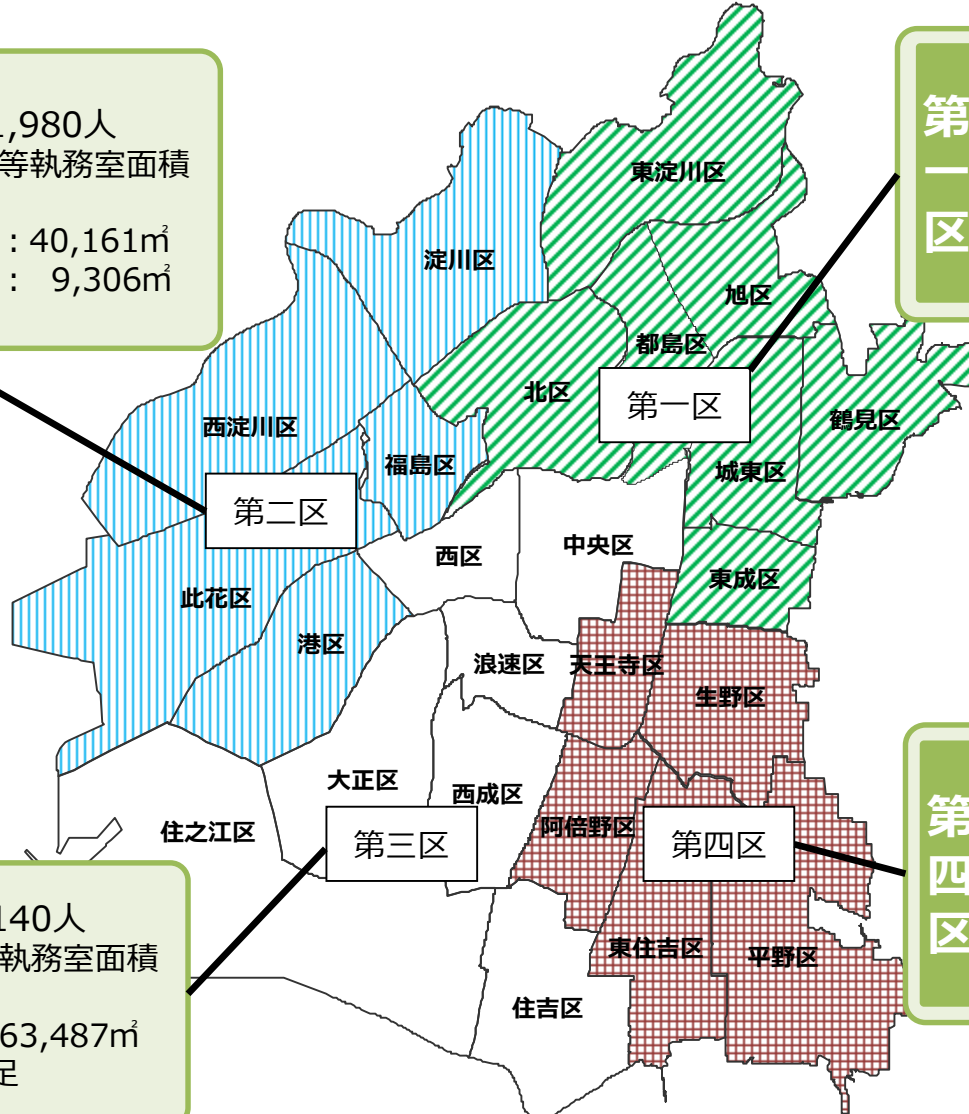 ,980人
等執務室面積
：40,161㎡
： 9,306㎡
第
一
区
東淀川区
淀川区
旭区
都島区
北区
第一区
鶴見区
西淀川区
福島区
城東区
第二区
西区
中央区
東成区
此花区
港区
浪速区
天王寺区
生野区
大正区
西成区
住之江区
阿倍野区
第三区
第四区
第
四
区
140人
執務室面積
63,487㎡
足
東住吉区
平野区
住吉区